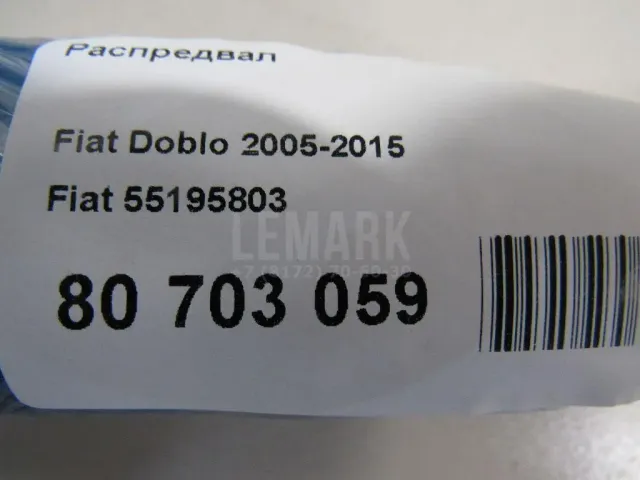 Распредвал
Fiat Doblo 2005-2015
Fiat 55195803
LEMARK
80 703 059